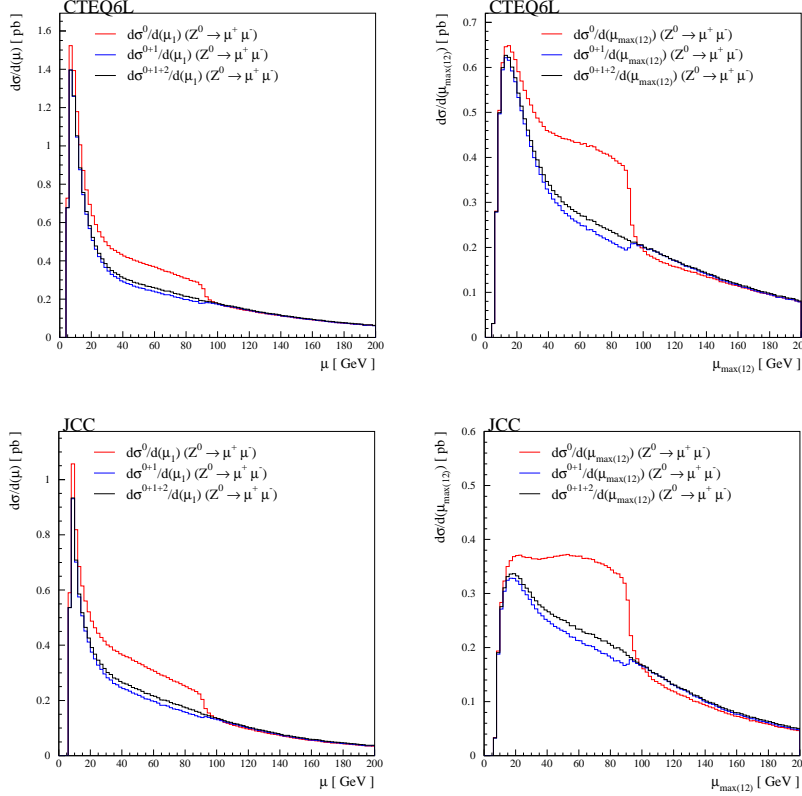 CTEQ6L
dσ/d(μ) [ pb ]
dσ⁰/d(μ₁) (Z⁰ → μ⁺ μ⁻)
dσ⁰⁺¹/d(μ₁) (Z⁰ → μ⁺ μ⁻)
dσ⁰⁺¹⁺²/d(μ₁) (Z⁰ → μ⁺ μ⁻)
1.6
1.4
1.2
1
0.8
0.6
0.4
0.2
0
0 20 40 60 80 100 120 140 160 180 200
μ [ GeV ]
CTEQ6L
dσ/d(μmax(12)) [ pb ]
dσ⁰/d(μmax(12)) (Z⁰ → μ⁺ μ⁻)
dσ⁰⁺¹/d(μmax(12)) (Z⁰ → μ⁺ μ⁻)
dσ⁰⁺¹⁺²/d(μmax(12)) (Z⁰ → μ⁺ μ⁻)
0.7
0.6
0.5
0.4
0.3
0.2
0.1
0
0 20 40 60 80 100 120 140 160 180 200
μmax(12) [ GeV ]
JCC
dσ/d(μ) [ pb ]
dσ⁰/d(μ₁) (Z⁰ → μ⁺ μ⁻)
dσ⁰⁺¹/d(μ₁) (Z⁰ → μ⁺ μ⁻)
dσ⁰⁺¹⁺²/d(μ₁) (Z⁰ → μ⁺ μ⁻)
1
0.8
0.6
0.4
0.2
0
0 20 40 60 80 100 120 140 160 180 200
μ [ GeV ]
JCC
dσ/d(μmax(12)) [ pb ]
dσ⁰/d(μmax(12)) (Z⁰ → μ⁺ μ⁻)
dσ⁰⁺¹/d(μmax(12)) (Z⁰ → μ⁺ μ⁻)
dσ⁰⁺¹⁺²/d(μmax(12)) (Z⁰ → μ⁺ μ⁻)
0.6
0.5
0.4
0.3
0.2
0.1
0
0 20 40 60 80 100 120 140 160 180 200
μmax(12) [ GeV ]